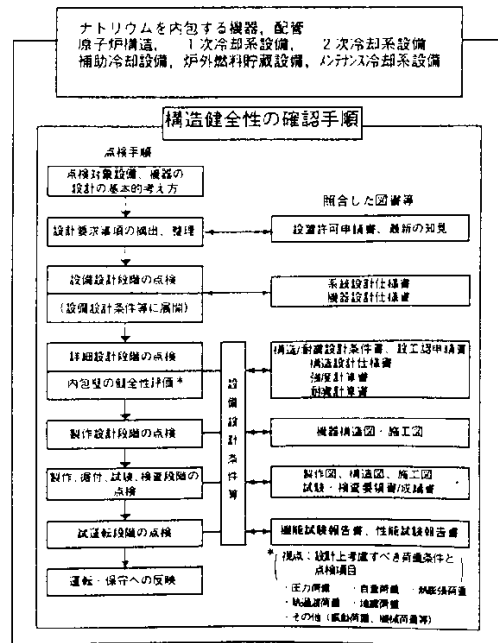 ナトリウムを内包する機器，配管
原子炉構造， 1次冷却系設備， 2次冷却系設備
補助冷却設備，炉外燃料貯蔵設備，メンテナンス冷却系設備
構造健全性の確認手順
点検手順
点検対象設備、機器の
設計の基本的考え方
照合した図書等
設計要求事項の摘出、整理
設置許可申請書、最新の知見
設備設計段階の点検
(設備設計条件等に展開)
系統設計仕様書
機器設計仕様書
詳細設計段階の点検
内包壁の健全性評価*
設備設計条件等
構造/耐震設計条件書、設工認申請書
構造設計仕様書
強度計算書
耐震計算書
製作設計段階の点検
機器構造図・施工図
製作、据付、試験、検査段階の
点検
製作図、構造図、施工図
試験・検査要領書/成績書
試運転段階の点検
機能試験報告書、性能試験報告書
運転・保守への反映
* 視点：設計上考慮すべき荷重条件と
点検項目
・圧力荷重 ・自重荷重 ・熱膨張荷重
・熱過渡荷重 ・地震荷重
・その他（振動荷重、機械荷重等）